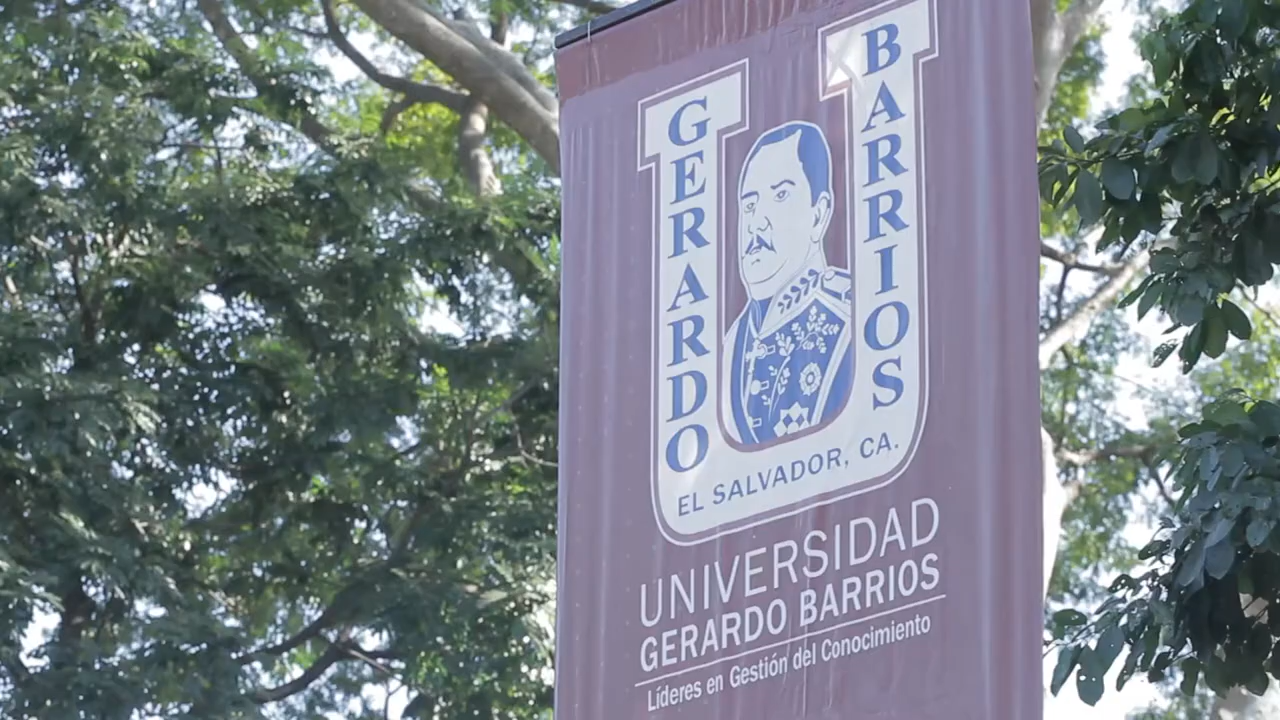 GERARDO
BARRIOS
EL SALVADOR, CA.
UNIVERSIDAD
GERARDO BARRIOS
Líderes en Gestión del Conocimiento